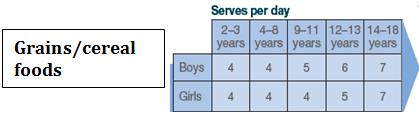 Serves per day
Grains/cereal
foods
2–3 years 4–8 years 9–11 years 12–13 years 14–18 years
Boys 4 4 5 6 7
Girls 4 4 4 5 7